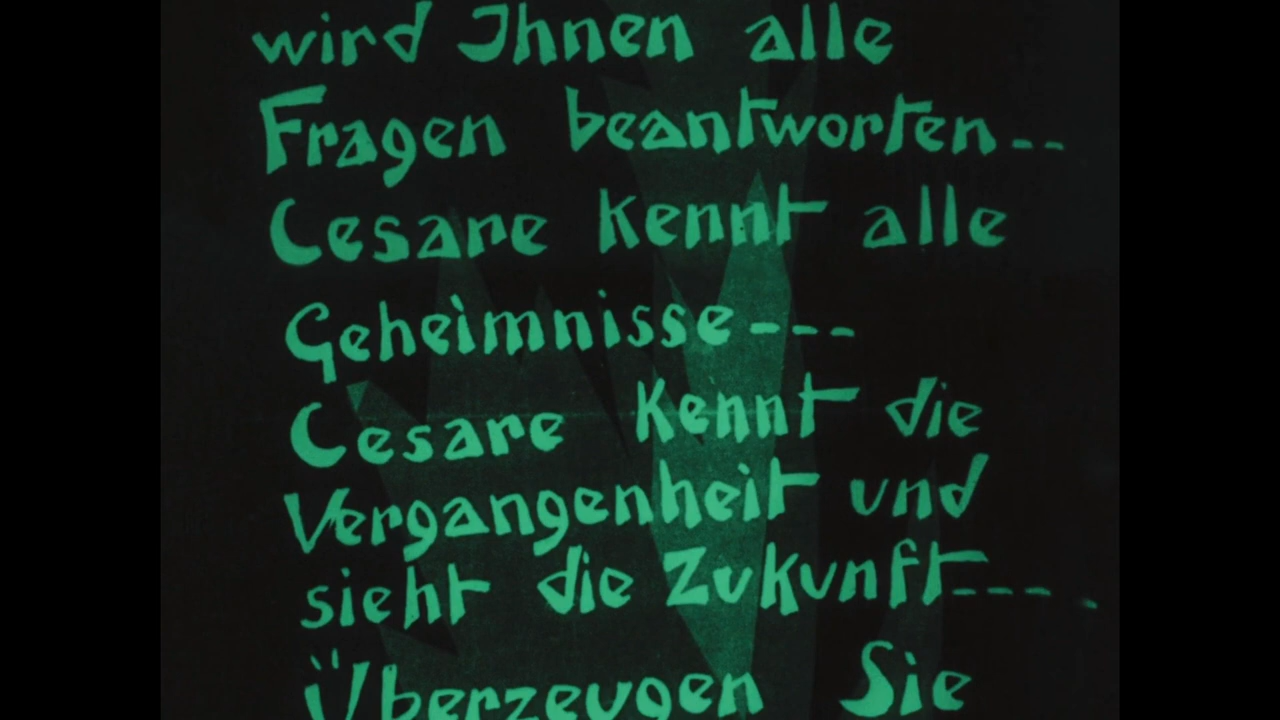 wird Ihnen alle
Fragen beantworten--
Cesare kennt alle
Geheimnisse---
Cesare kennt die
Vergangenheit und
sieht die Zukunft----
Überzeugen Sie